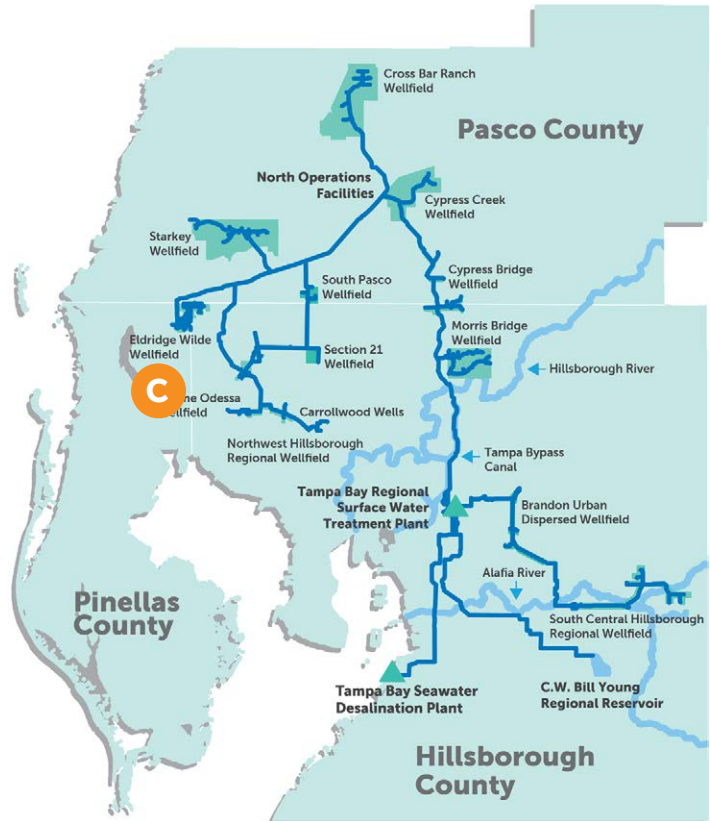 Cross Bar Ranch
Wellfield
Pasco County
North Operations
Facilities
Cypress Creek
Wellfield
Starkey
Wellfield
Cypress Bridge
Wellfield
South Pasco
Wellfield
Eldridge Wilde
Wellfield
Morris Bridge
Wellfield
Section 21
Wellfield
Hillsborough River
C
Odessa
Carrollwood Wells
Northwest Hillsborough
Regional Wellfield
Tampa Bypass
Canal
Tampa Bay Regional
Surface Water
Treatment Plant
Brandon Urban
Dispersed Wellfield
Alafia River
Pinellas
County
South Central Hillsborough
Regional Wellfield
Tampa Bay Seawater
Desalination Plant
C.W. Bill Young
Regional Reservoir
Hillsborough
County